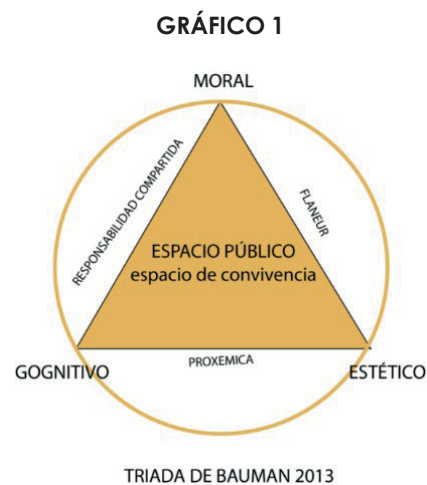 GRÁFICO 1
MORAL
RESPONSABILIDAD COMPARTIDA
FLANEUR
ESPACIO PÚBLICO
espacio de convivencia
GOGNITIVO
PROXEMICA
ESTÉTICO
TRIADA DE BAUMAN 2013